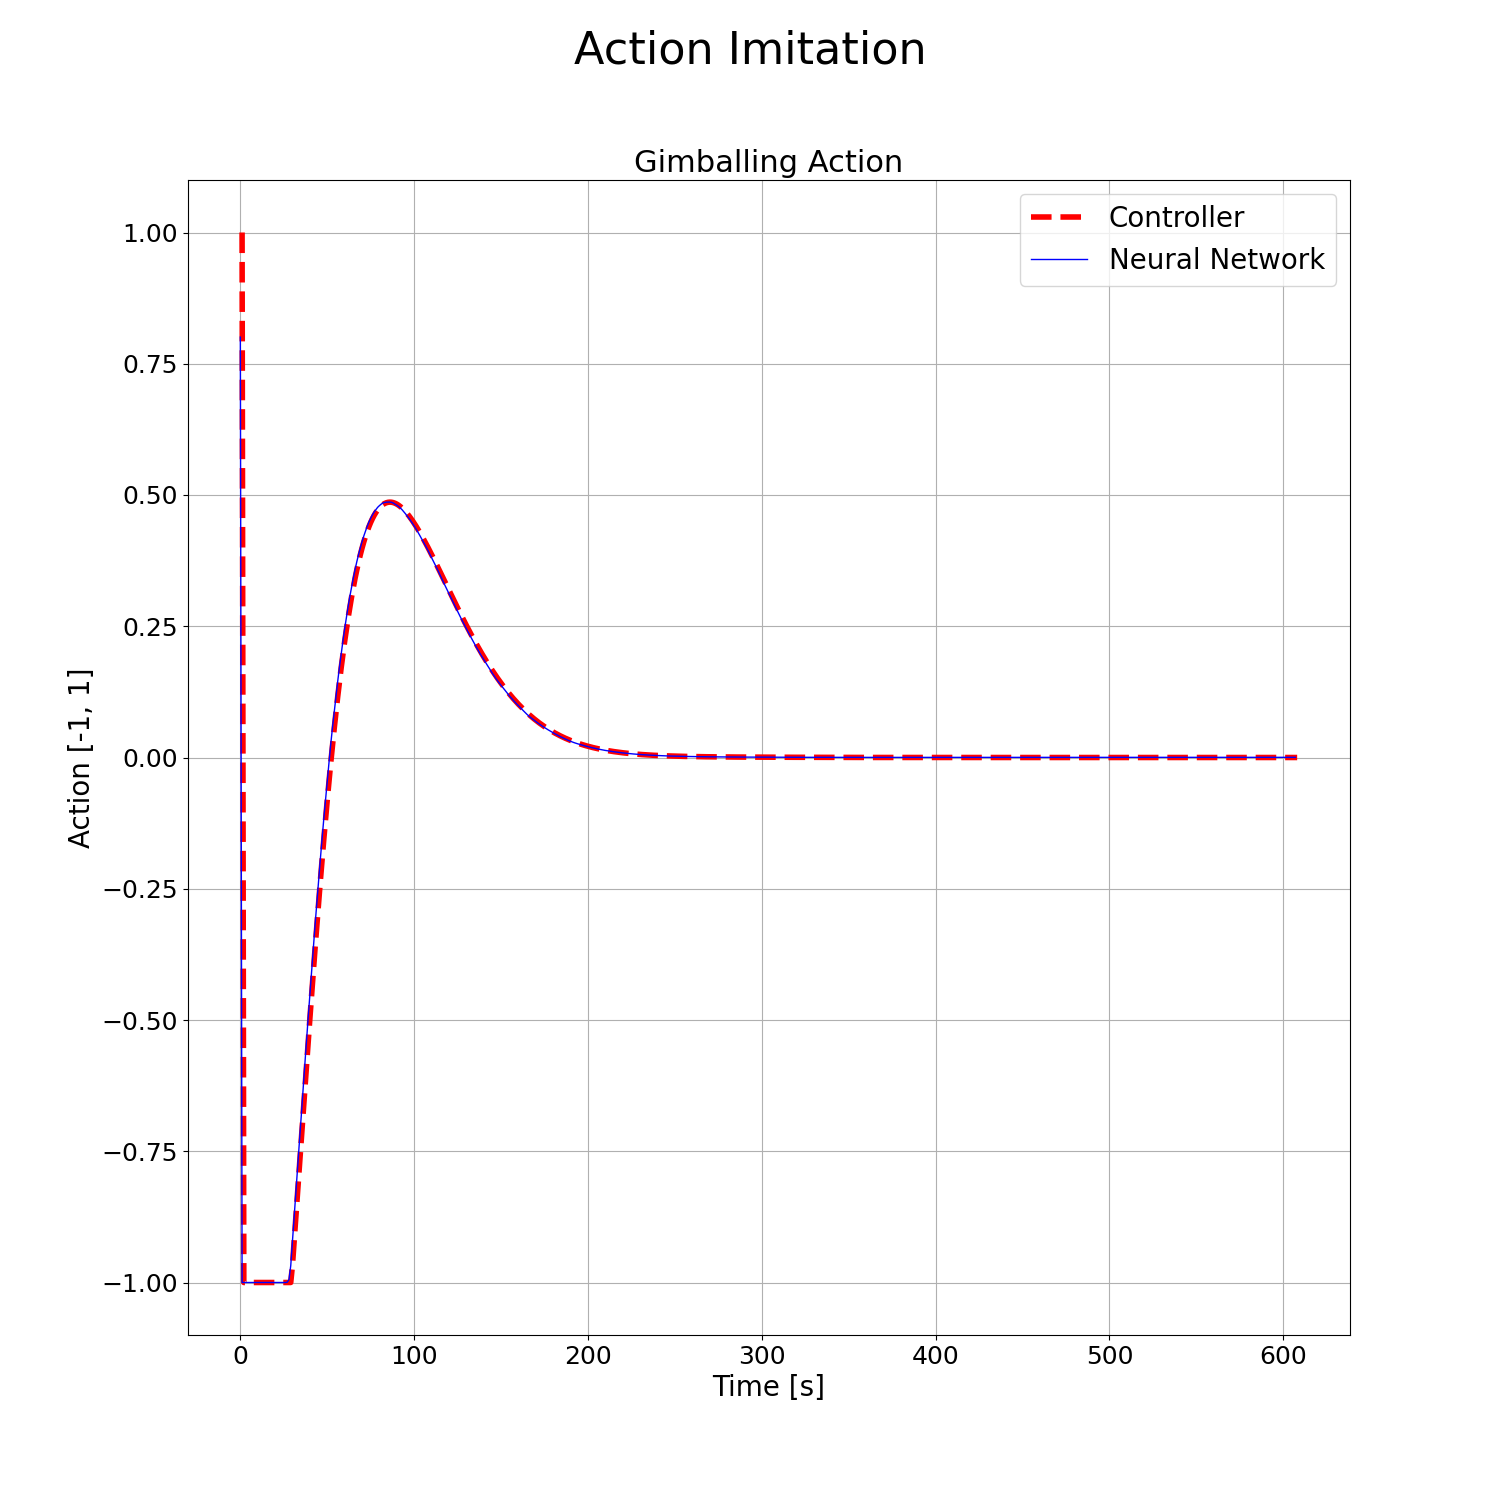 Action Imitation
Gimballing Action
Controller
Neural Network
1.00
0.75
0.50
0.25
0.00
−0.25
−0.50
−0.75
−1.00
Action [-1, 1]
0 100 200 300 400 500 600
Time [s]